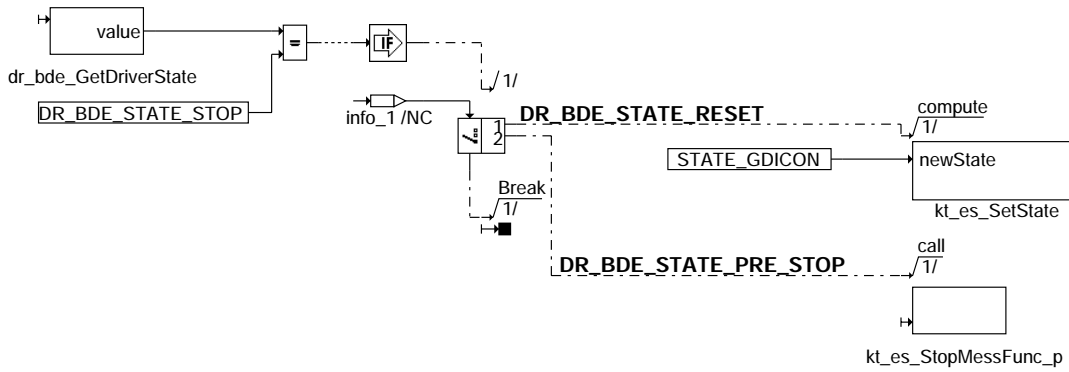 value
=
IF
dr_bde_GetDriverState
/1/
DR_BDE_STATE_STOP
info_1 /NC
DR_BDE_STATE_RESET
compute
/1/
1
2
STATE_GDICON
newState
kt_es_SetState
Break
/1/
call
/1/
DR_BDE_STATE_PRE_STOP
kt_es_StopMessFunc_p